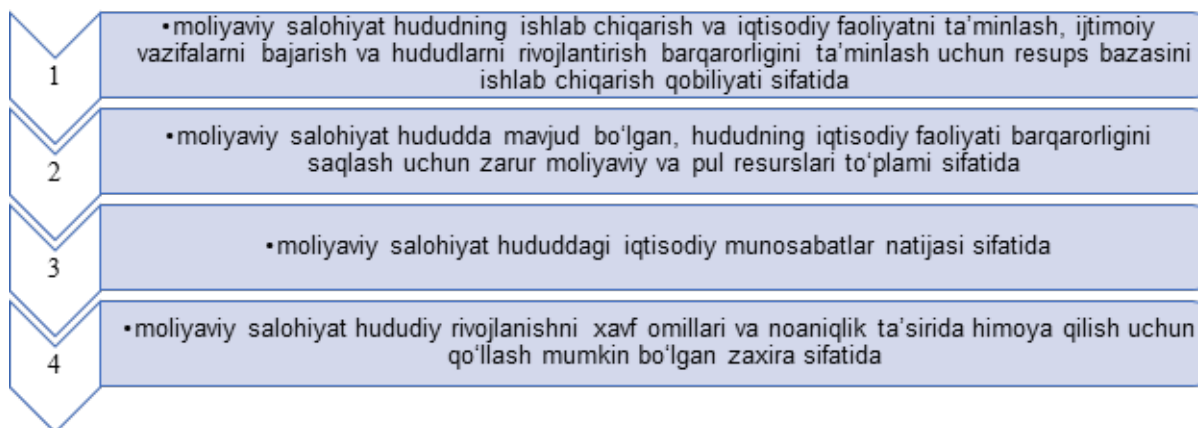 1
•moliyaviy salohiyat hududning ishlab chiqarish va iqtisodiy faoliyatni ta’minlash, ijtimoiy
vazifalarni bajarish va hududlarni rivojlantirish barqarorligini ta’minlash uchun resups bazasini
ishlab chiqarish qobiliyati sifatida
2
•moliyaviy salohiyat hududda mavjud bo‘lgan, hududning iqtisodiy faoliyati barqarorligini
saqlash uchun zarur moliyaviy va pul resurslari to‘plami sifatida
3
•moliyaviy salohiyat hududdagi iqtisodiy munosabatlar natijasi sifatida
4
•moliyaviy salohiyat hududiy rivojlanishni xavf omillari va noaniqlik ta’sirida himoya qilish uchun
qo‘llash mumkin bo‘lgan zaxira sifatida